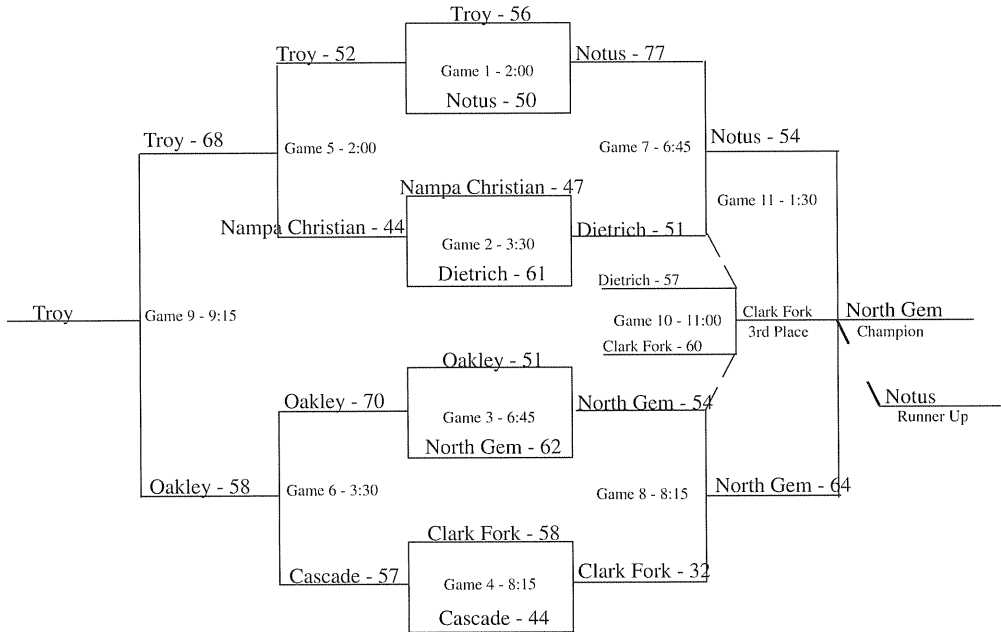 Troy - 56
Troy - 52
Notus - 77
Game 1 - 2:00
Notus - 50
Troy - 68
Game 5 - 2:00
Game 7 - 6:45
Notus - 54
Nampa Christian - 47
Game 11 - 1:30
Nampa Christian - 44
Game 2 - 3:30
Dietrich - 51
Dietrich - 61
Dietrich - 57
Troy
Game 9 - 9:15
Game 10 - 11:00
Clark Fork
3rd Place
North Gem
Champion
Clark Fork - 60
Oakley - 51
Oakley - 70
Game 3 - 6:45
North Gem - 54
North Gem - 62
Notus
Runner Up
Oakley - 58
Game 6 - 3:30
Game 8 - 8:15
North Gem - 64
Clark Fork - 58
Cascade - 57
Game 4 - 8:15
Clark Fork - 32
Cascade - 44